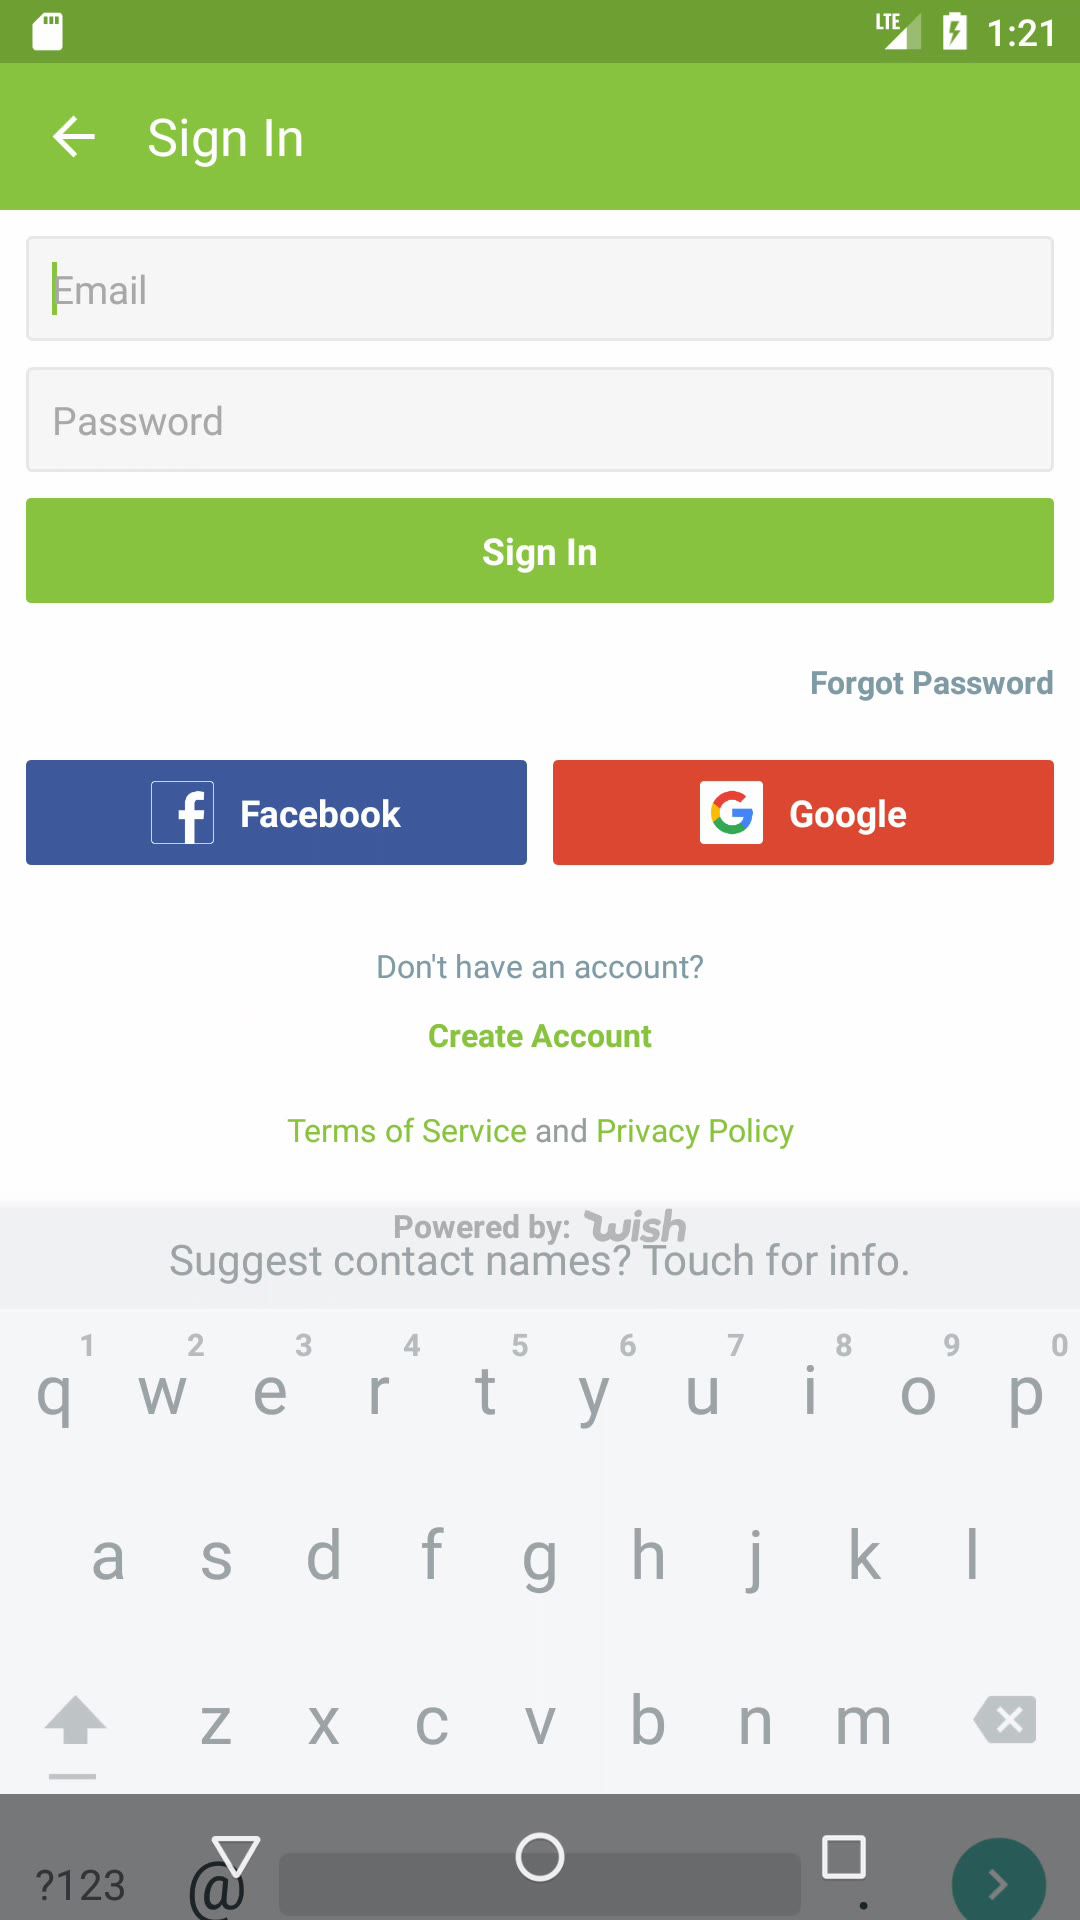 LTE 1:21
Sign In
Email
Password
Sign In
Forgot Password
Facebook Google
Don't have an account?
Create Account
Terms of Service and Privacy Policy
Powered by: wish
Suggest contact names? Touch for info.
1 2 3 4 5 6 7 8 9 0
q w e r t y u i o p
a s d f g h j k l
z x c v b n m
?123 @ .